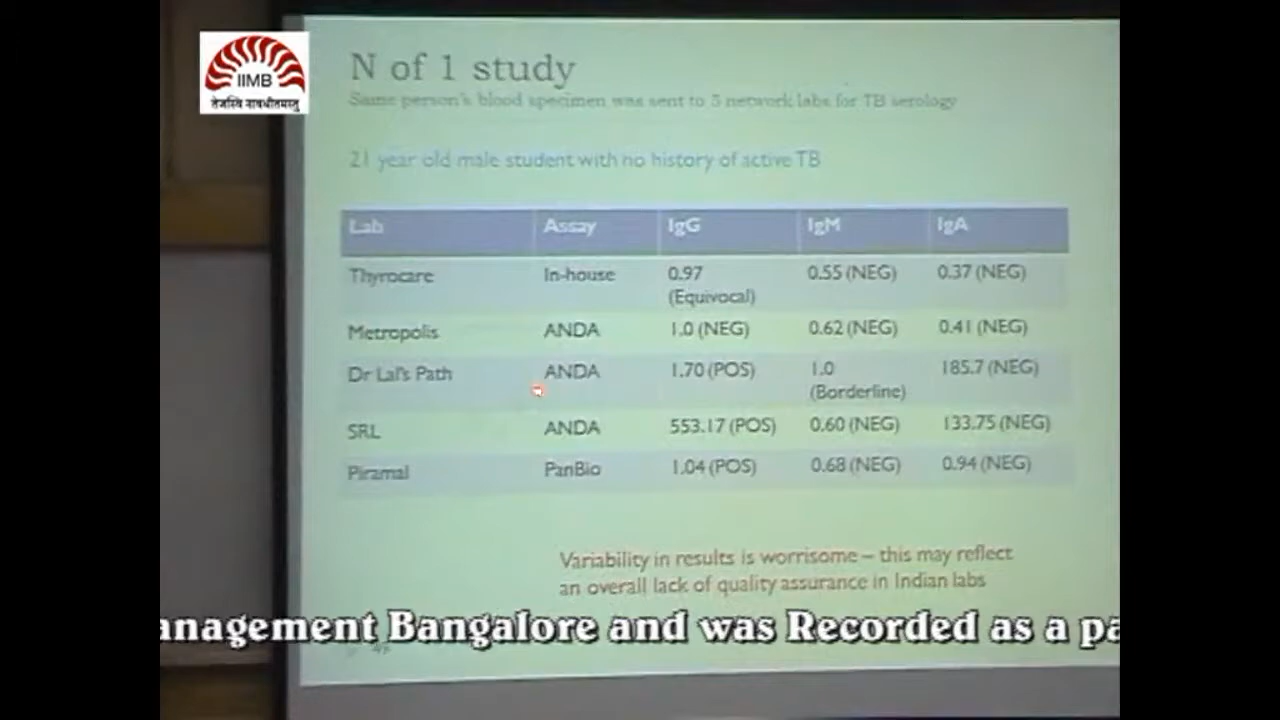 IIMB
तेजस्वि नावधीतमस्तु
N of 1 study
Same person's blood specimen was sent to 5 network labs for TB serology
21 year old male student with no history of active TB
Lab Assay IgG IgM IgA
Thyrocare In-house 0.97 (Equivocal) 0.55 (NEG) 0.37 (NEG)
Metropolis ANDA 1.0 (NEG) 0.62 (NEG) 0.41 (NEG)
Dr Lal's Path ANDA 1.70 (POS) 1.0 (Borderline) 185.7 (NEG)
SRL ANDA 553.17 (POS) 0.60 (NEG) 133.75 (NEG)
Piramal PanBio 1.04 (POS) 0.68 (NEG) 0.94 (NEG)
Variability in results is worrisome – this may reflect
an overall lack of quality assurance in Indian labs
anagement Bangalore and was Recorded as a pa